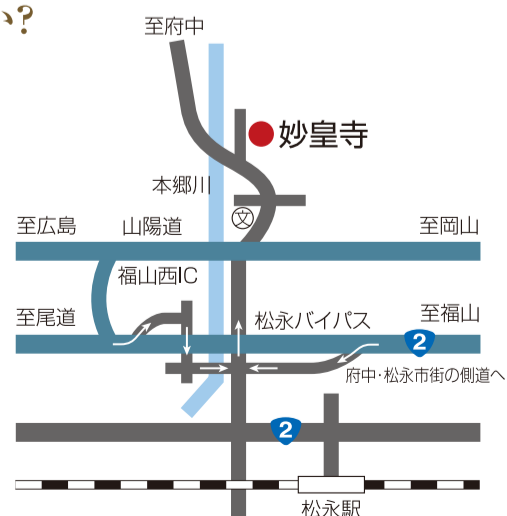 ?
至府中
妙皇寺
本郷川
文
至広島
山陽道
至岡山
福山西IC
至尾道
松永バイパス
至福山
2
府中・松永市街の側道へ
2
松永駅